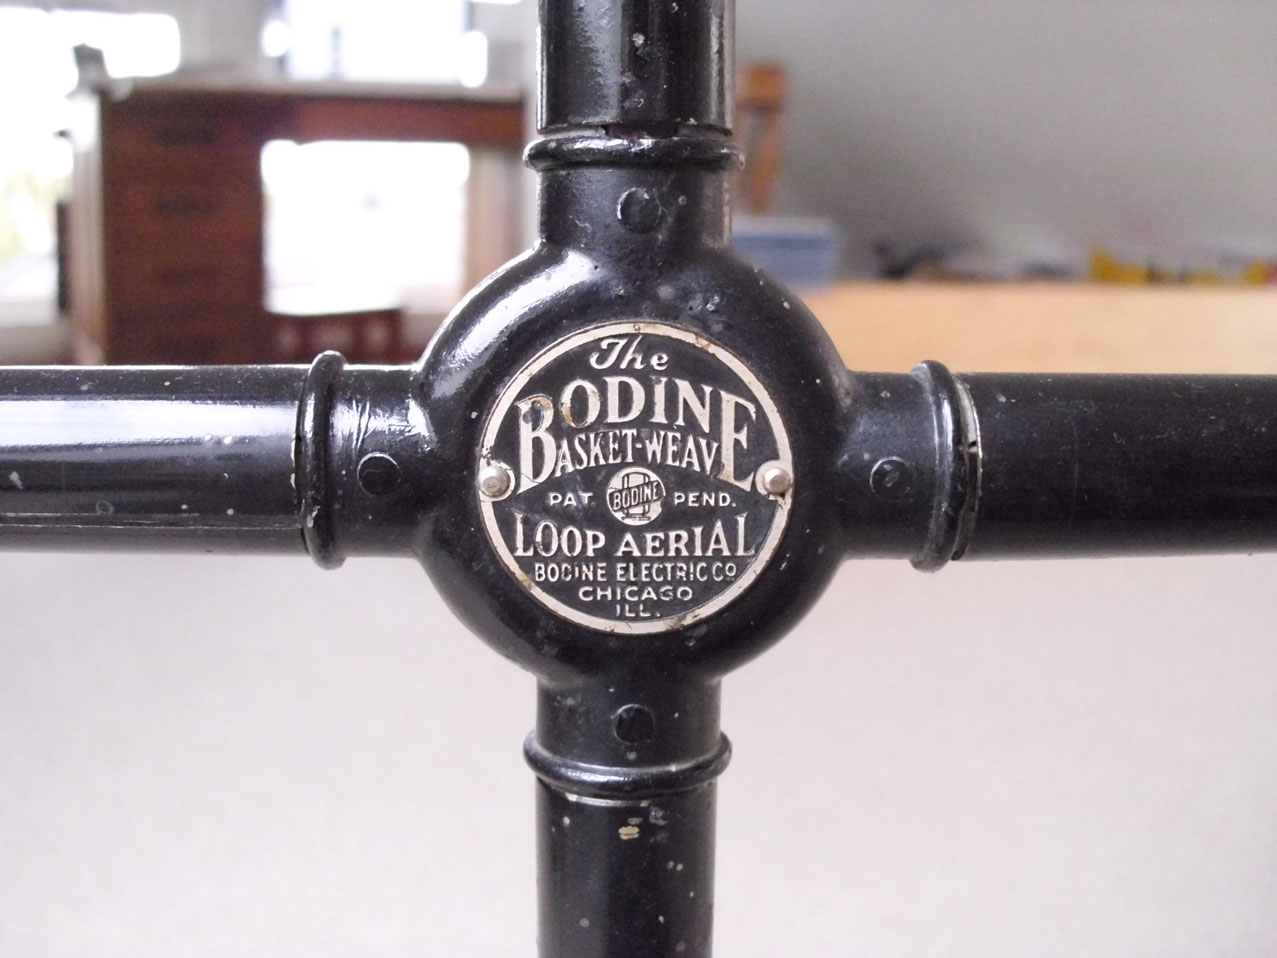 The
BODINE
BASKET-WEAVE
PAT BODINE PEND.
LOOP AERIAL
BODINE ELECTRIC CO
CHICAGO
ILL.